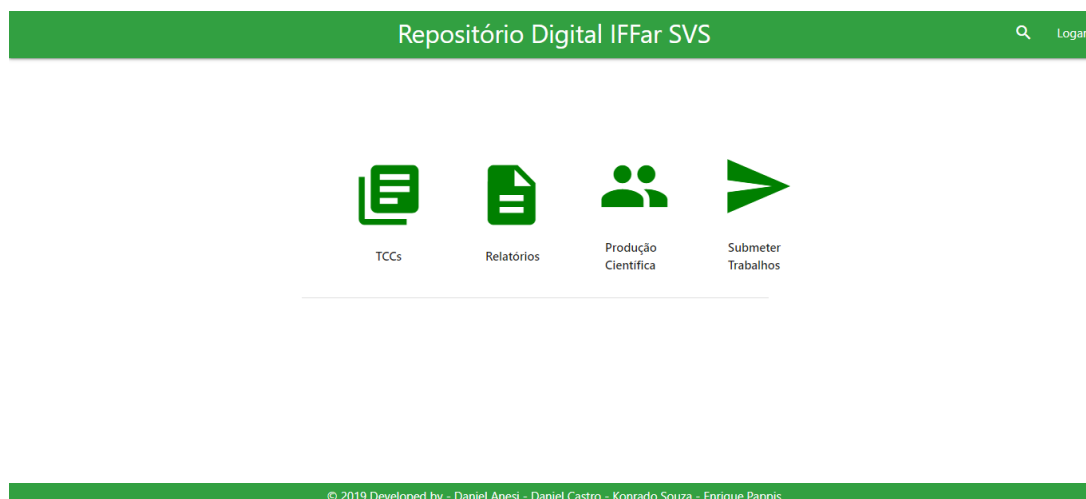 Repositório Digital IFFar SVS
Logar
TCCs
Relatórios
Produção
Científica
Submeter
Trabalhos
© 2019 Developed by - Daniel Anesi - Daniel Castro - Konrado Souza - Enrique Pappis